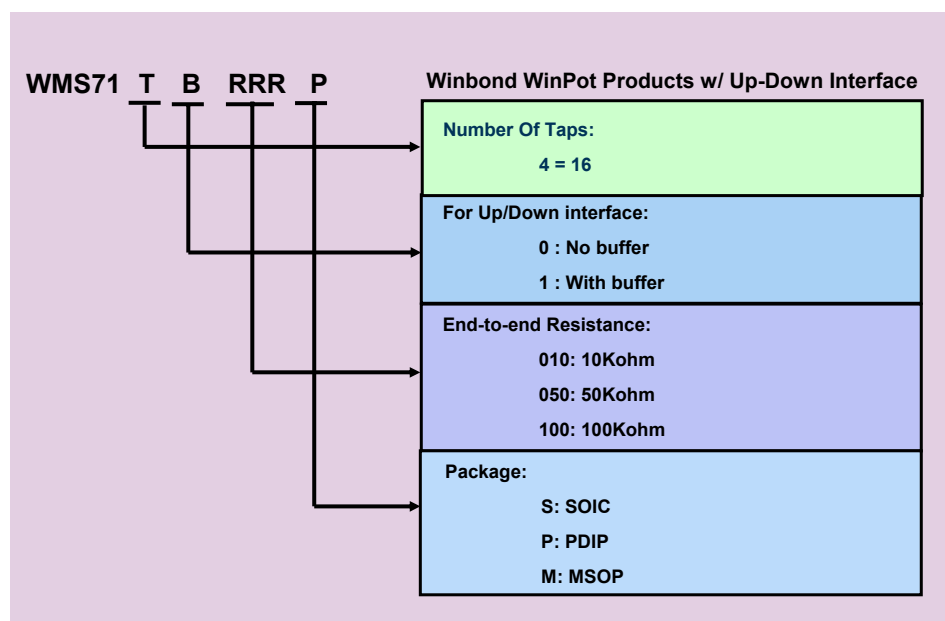 WMS71 T B RRR P
Winbond WinPot Products w/ Up-Down Interface
Number Of Taps:
4 = 16
For Up/Down interface:
0 : No buffer
1 : With buffer
End-to-end Resistance:
010: 10Kohm
050: 50Kohm
100: 100Kohm
Package:
S: SOIC
P: PDIP
M: MSOP